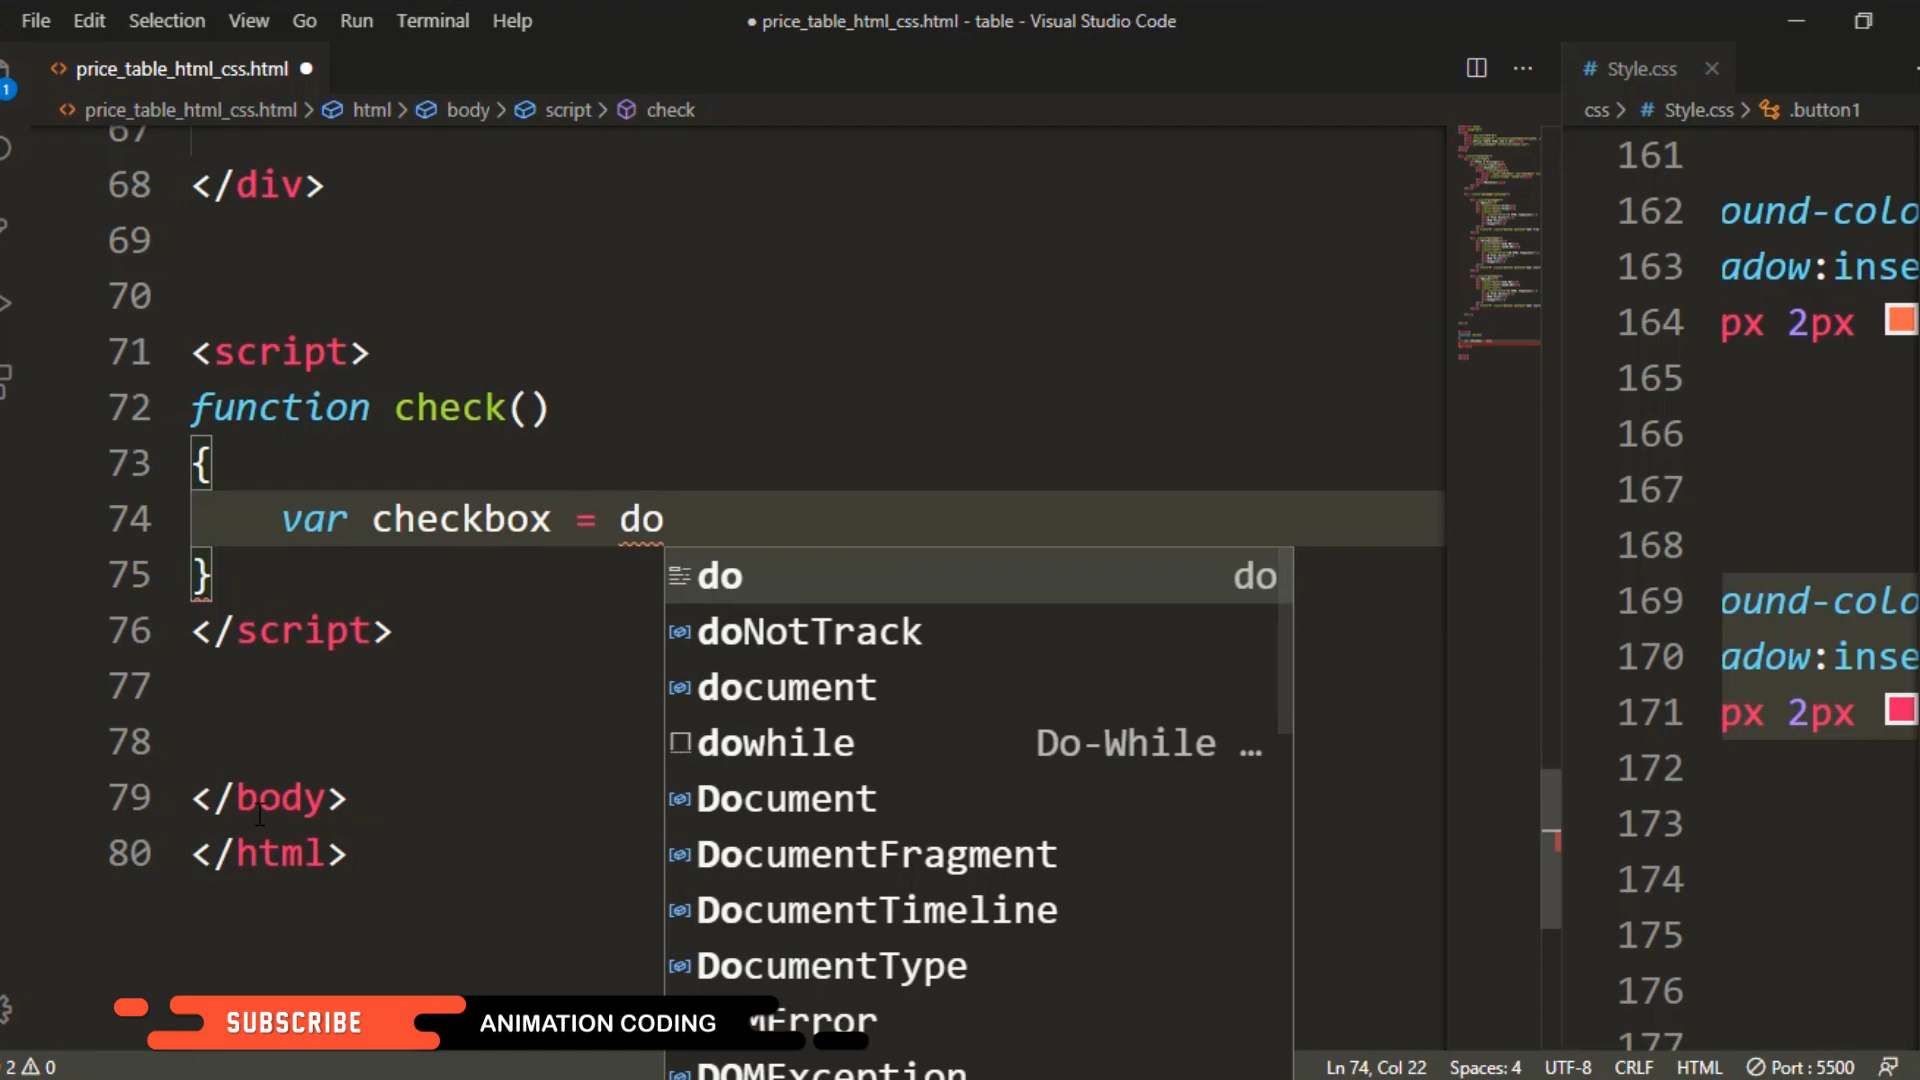 File Edit Selection View Go Run Terminal Help
● price_table_html_css.html - table - Visual Studio Code
price_table_html_css.html ●
# Style.css
1
price_table_html_css.html > html > body > script > check
css > # Style.css > .button1
67
68 </div>
69
70
71 <script>
72 function check()
73 {
74 var checkbox = do
75 }
76 </script>
77
78
79 </body>
80 </html>
do do
doNotTrack
document
dowhile Do-While ...
Document
DocumentFragment
DocumentTimeline
DocumentType
Error
DOMException
161
162 ound-colo
163 adow:inse
164 px 2px
165
166
167
168
169 ound-colo
170 adow:inse
171 px 2px
172
173
174
175
176
177
SUBSCRIBE
ANIMATION CODING
2 0
Ln 74, Col 22 Spaces: 4 UTF-8 CRLF HTML Port : 5500